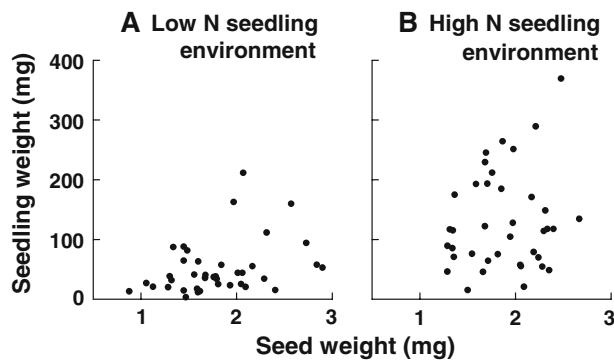 A Low N seedling
environment
B High N seedling
environment
Seedling weight (mg)
400
300
200
100
0
1
2
3
1
2
3
Seed weight (mg)